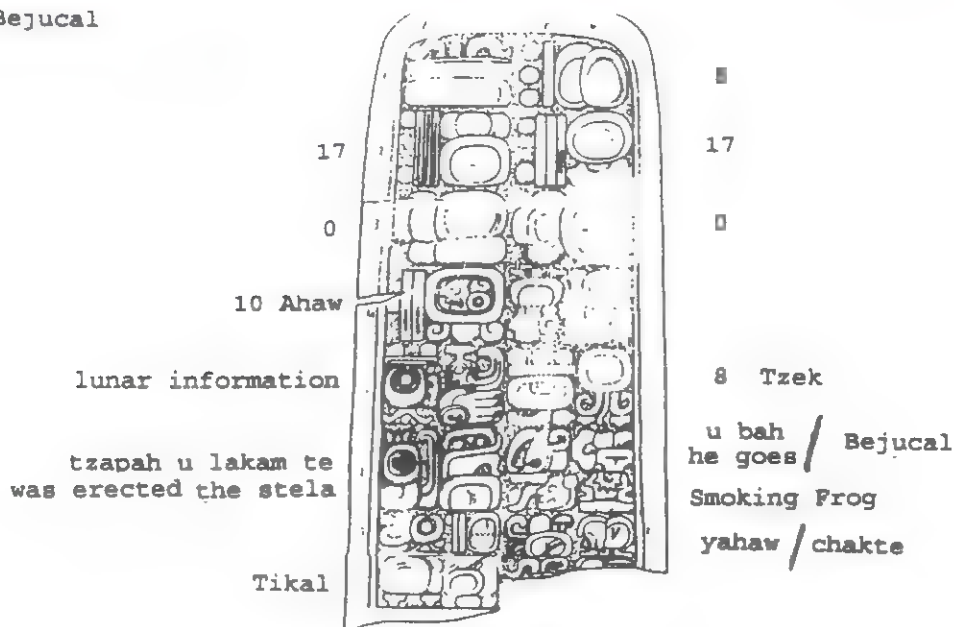 Bejucal
17
17
0
0
10 Ahaw
lunar information
8 Tzek
tzapah u lakam te
was erected the stela
u bah
he goes / Bejucal
Smoking Frog
yahaw / chakte
Tikal